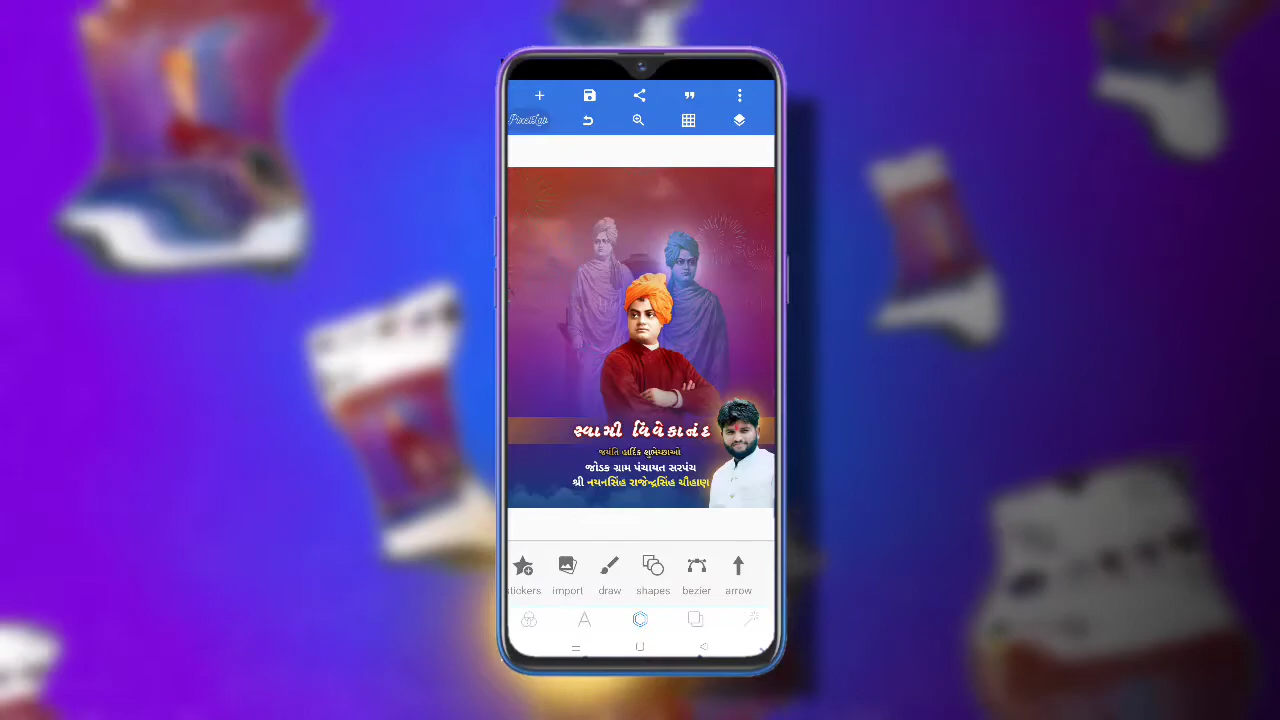 PixelLab
સ્વામી વિવેકાનંદ
જયંતિ હાર્દિક શુભેચ્છાઓ
જોડક ગ્રામ પંચાયત સરપંચ
શ્રી નયનસિંહ રાજેન્દ્રસિંહ ચૌહાણ
stickers import draw shapes bezier arrow